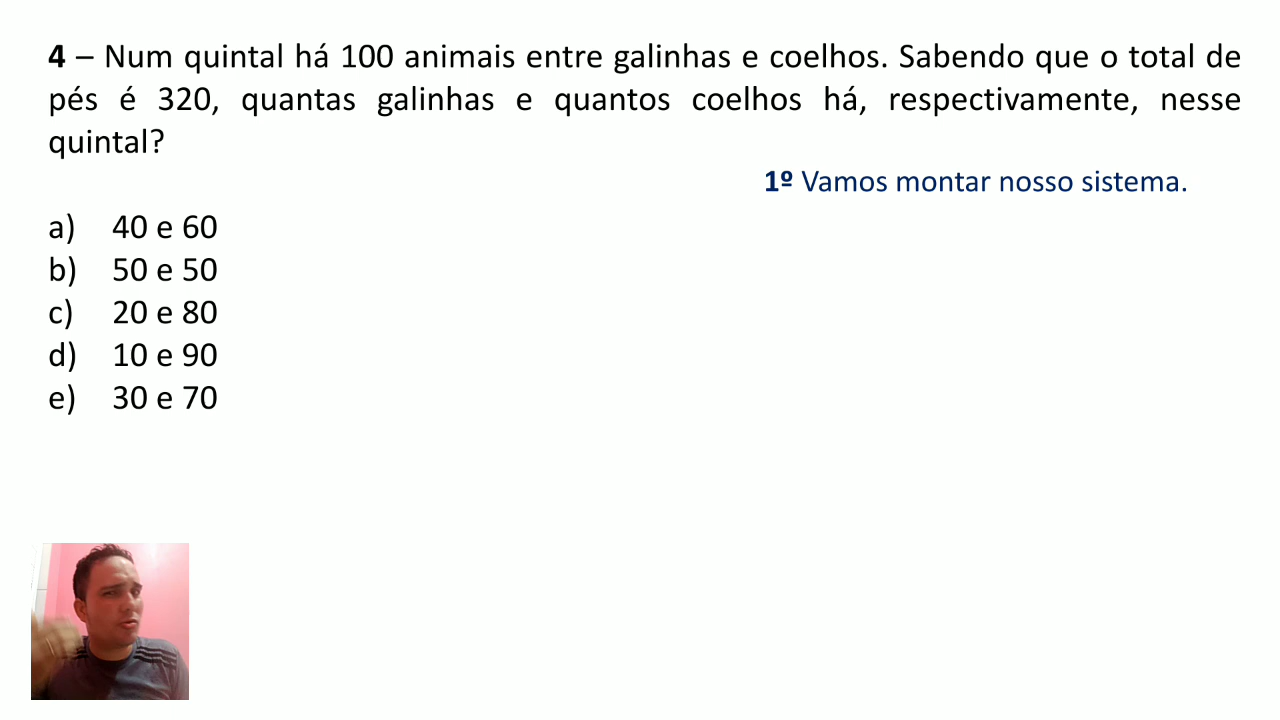 4 – Num quintal há 100 animais entre galinhas e coelhos. Sabendo que o total de
pés é 320, quantas galinhas e quantos coelhos há, respectivamente, nesse
quintal?
1º Vamos montar nosso sistema.
a) 40 e 60
b) 50 e 50
c) 20 e 80
d) 10 e 90
e) 30 e 70